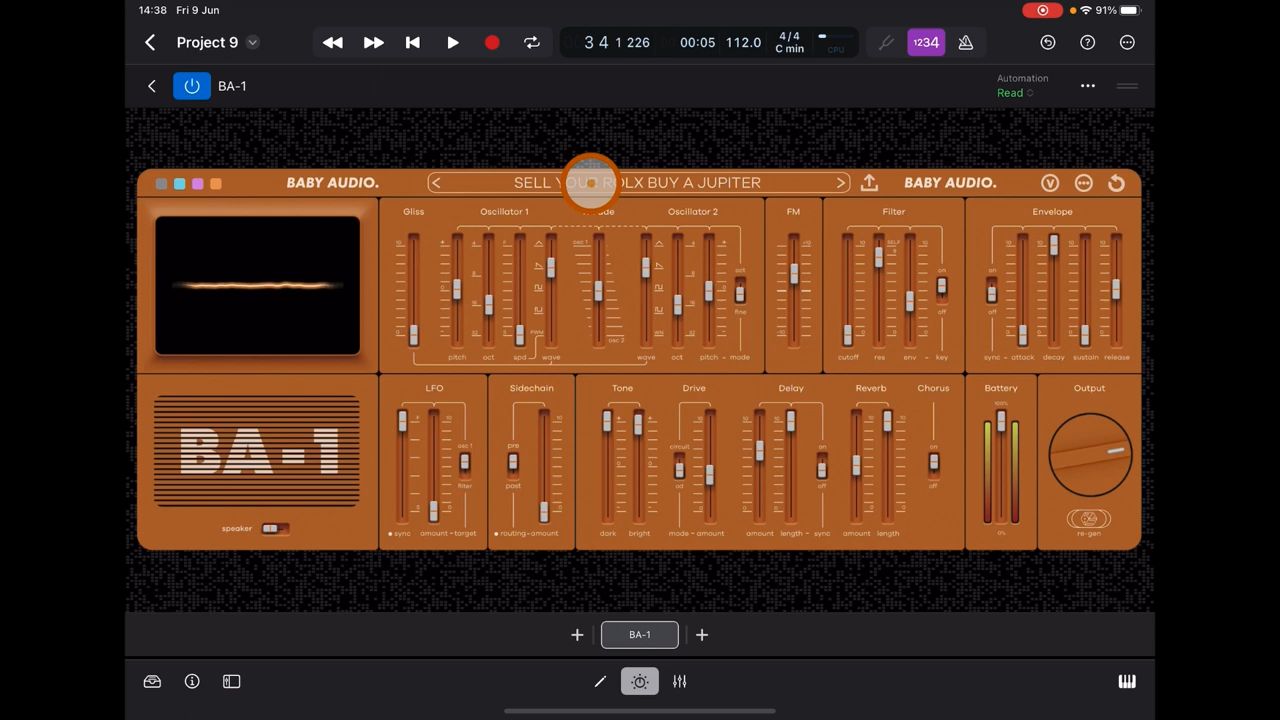 14:38 Fri 9 Jun 91%
Project 9 3 4 1 226 00:05 112.0 4/4 C min CPU 1234
BA-1 Automation Read
BABY AUDIO. SELL YOUR ROLX BUY A JUPITER BABY AUDIO. V
Gliss Oscillator 1 Oscillator 2 FM Filter Envelope
pitch oct spd wave wave oct pitch - mode cutoff res env - key sync - attack decay sustain release
LFO Sidechain Tone Drive Delay Reverb Chorus Battery Output
BA-1
speaker
sync amount - target routing - amount dark bright mode - amount amount length - sync amount length off 0% re-gen
BA-1